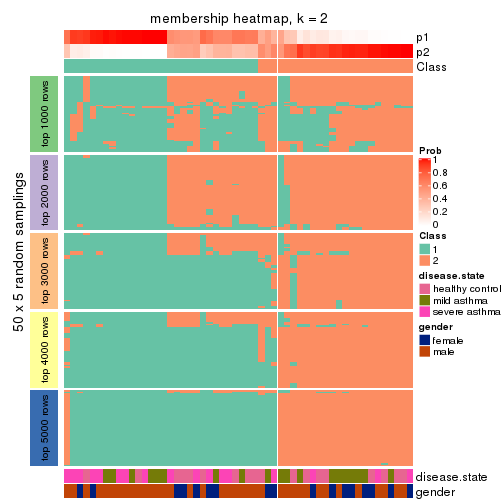 membership heatmap, k = 2
p1
p2
Class
50 x 5 random samplings
top 1000 rows
top 2000 rows
top 3000 rows
top 4000 rows
top 5000 rows
Prob
1
0.8
0.6
0.4
0.2
0
Class
1
2
disease.state
healthy control
mild asthma
severe asthma
gender
female
male
disease.state
gender